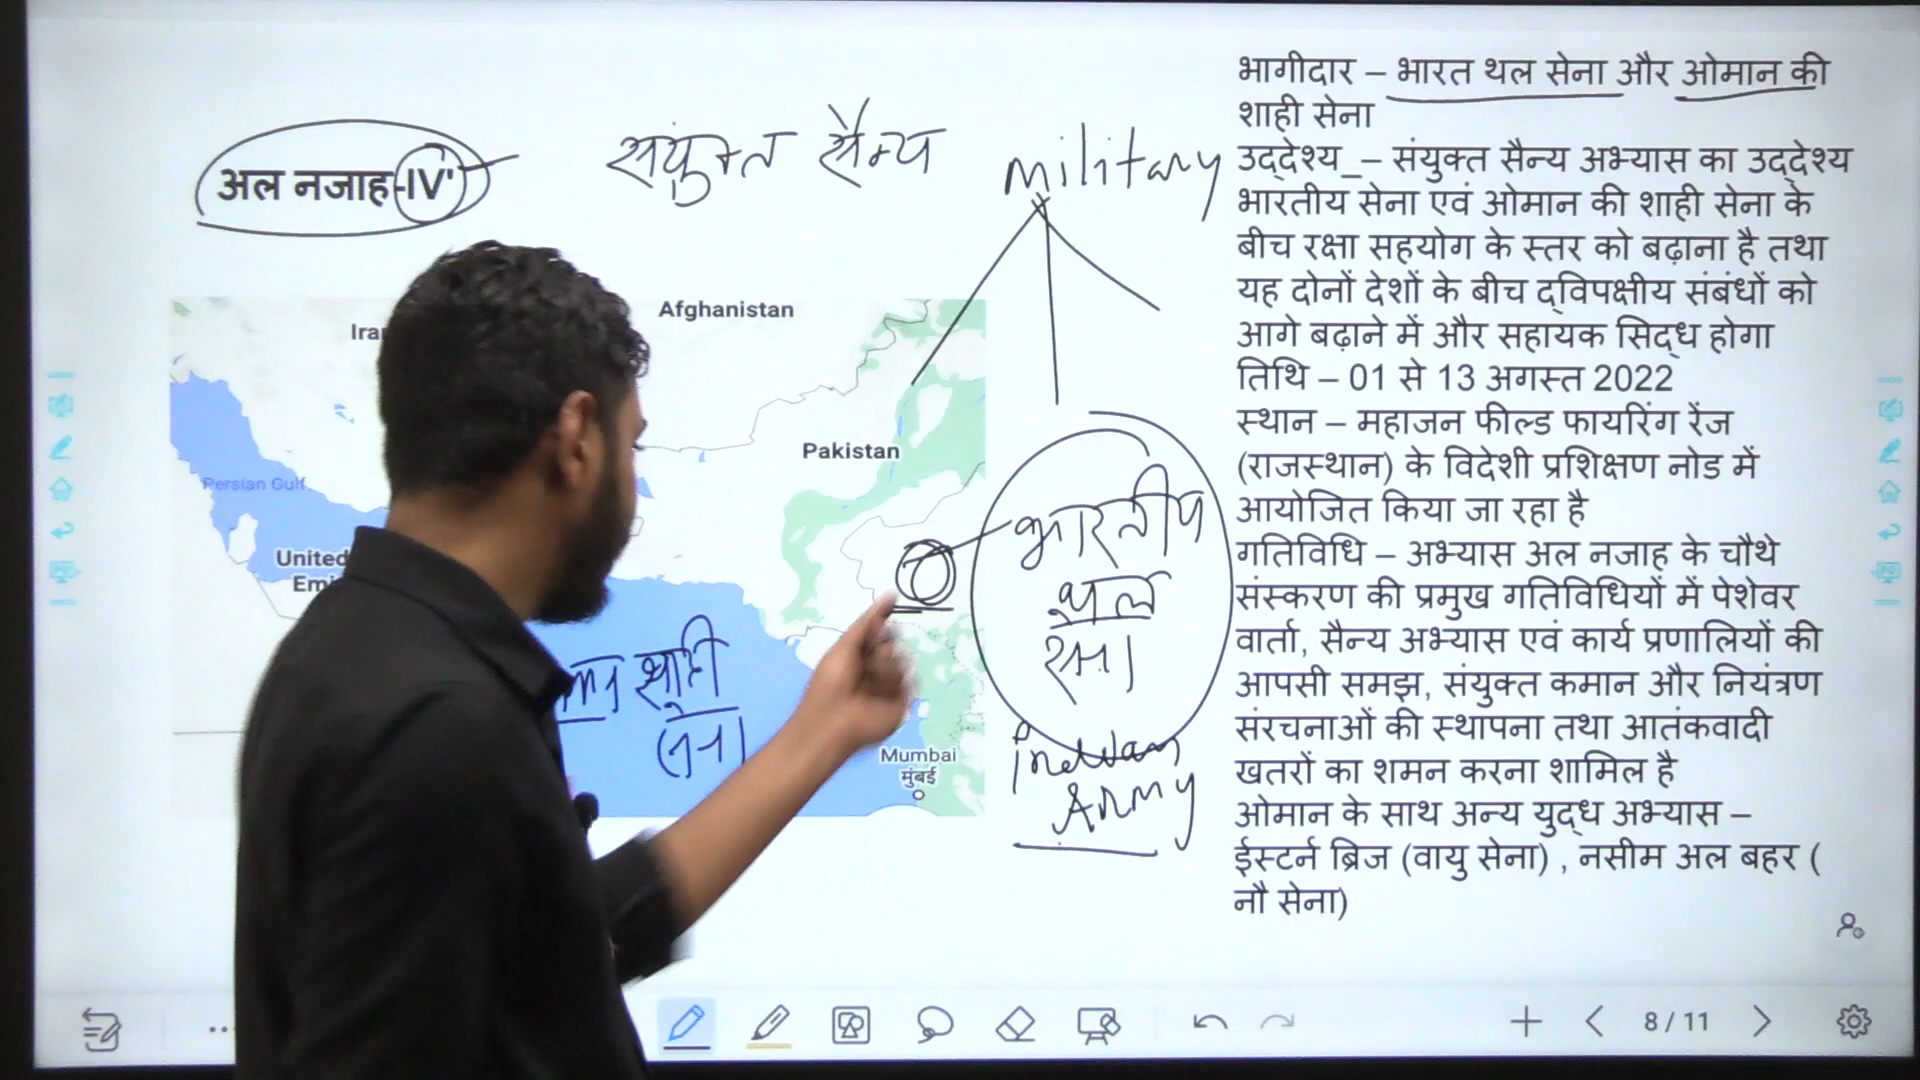 अल नजाह-IV'
संयुक्त सैन्य military
Afghanistan
Pakistan
Persian Gulf
United
भारतीय
थल
शाही
Mumbai
मुंबई
indian
Army
भागीदार – भारत थल सेना और ओमान की
शाही सेना
उद्देश्य_– संयुक्त सैन्य अभ्यास का उद्देश्य
भारतीय सेना एवं ओमान की शाही सेना के
बीच रक्षा सहयोग के स्तर को बढ़ाना है तथा
यह दोनों देशों के बीच द्विपक्षीय संबंधों को
आगे बढ़ाने में और सहायक सिद्ध होगा
तिथि – 01 से 13 अगस्त 2022
स्थान – महाजन फील्ड फायरिंग रेंज
(राजस्थान) के विदेशी प्रशिक्षण नोड में
आयोजित किया जा रहा है
गतिविधि – अभ्यास अल नजाह के चौथे
संस्करण की प्रमुख गतिविधियों में पेशेवर
वार्ता, सैन्य अभ्यास एवं कार्य प्रणालियों की
आपसी समझ, संयुक्त कमान और नियंत्रण
संरचनाओं की स्थापना तथा आतंकवादी
खतरों का शमन करना शामिल है
ओमान के साथ अन्य युद्ध अभ्यास –
ईस्टर्न ब्रिज (वायु सेना) , नसीम अल बहर (
नौ सेना)
8 / 11